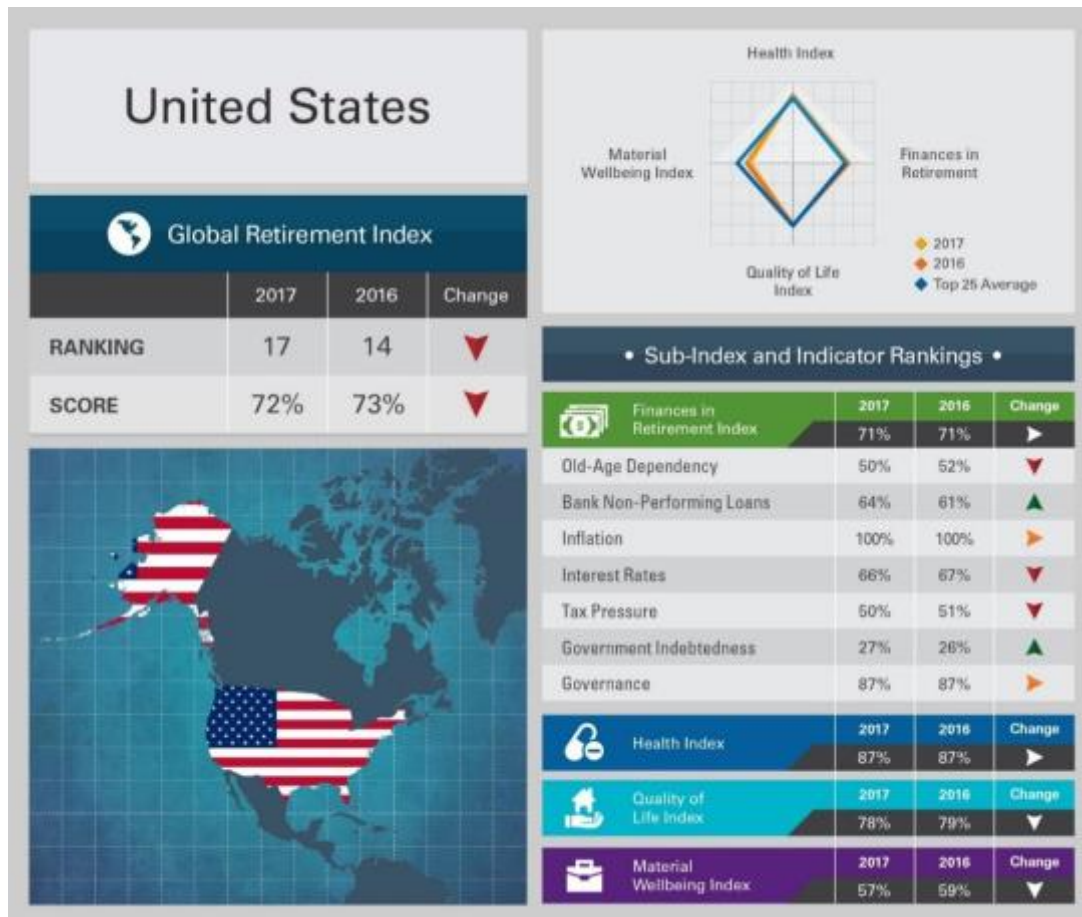 United States
Global Retirement Index
2017 2016 Change
RANKING 17 14
SCORE 72% 73%
Health Index
Material
Wellbeing Index
Finances in
Retirement
Quality of Life
Index
2017
2016
Top 25 Average
• Sub-Index and Indicator Rankings •
Finances in
Retirement Index
2017 2016 Change
71% 71%
Old-Age Dependency 50% 52%
Bank Non-Performing Loans 64% 61%
Inflation 100% 100%
Interest Rates 66% 67%
Tax Pressure 50% 51%
Government Indebtedness 27% 26%
Governance 87% 87%
Health Index
2017 2016 Change
87% 87%
Quality of
Life Index
2017 2016 Change
78% 79%
Material
Wellbeing Index
2017 2016 Change
57% 59%